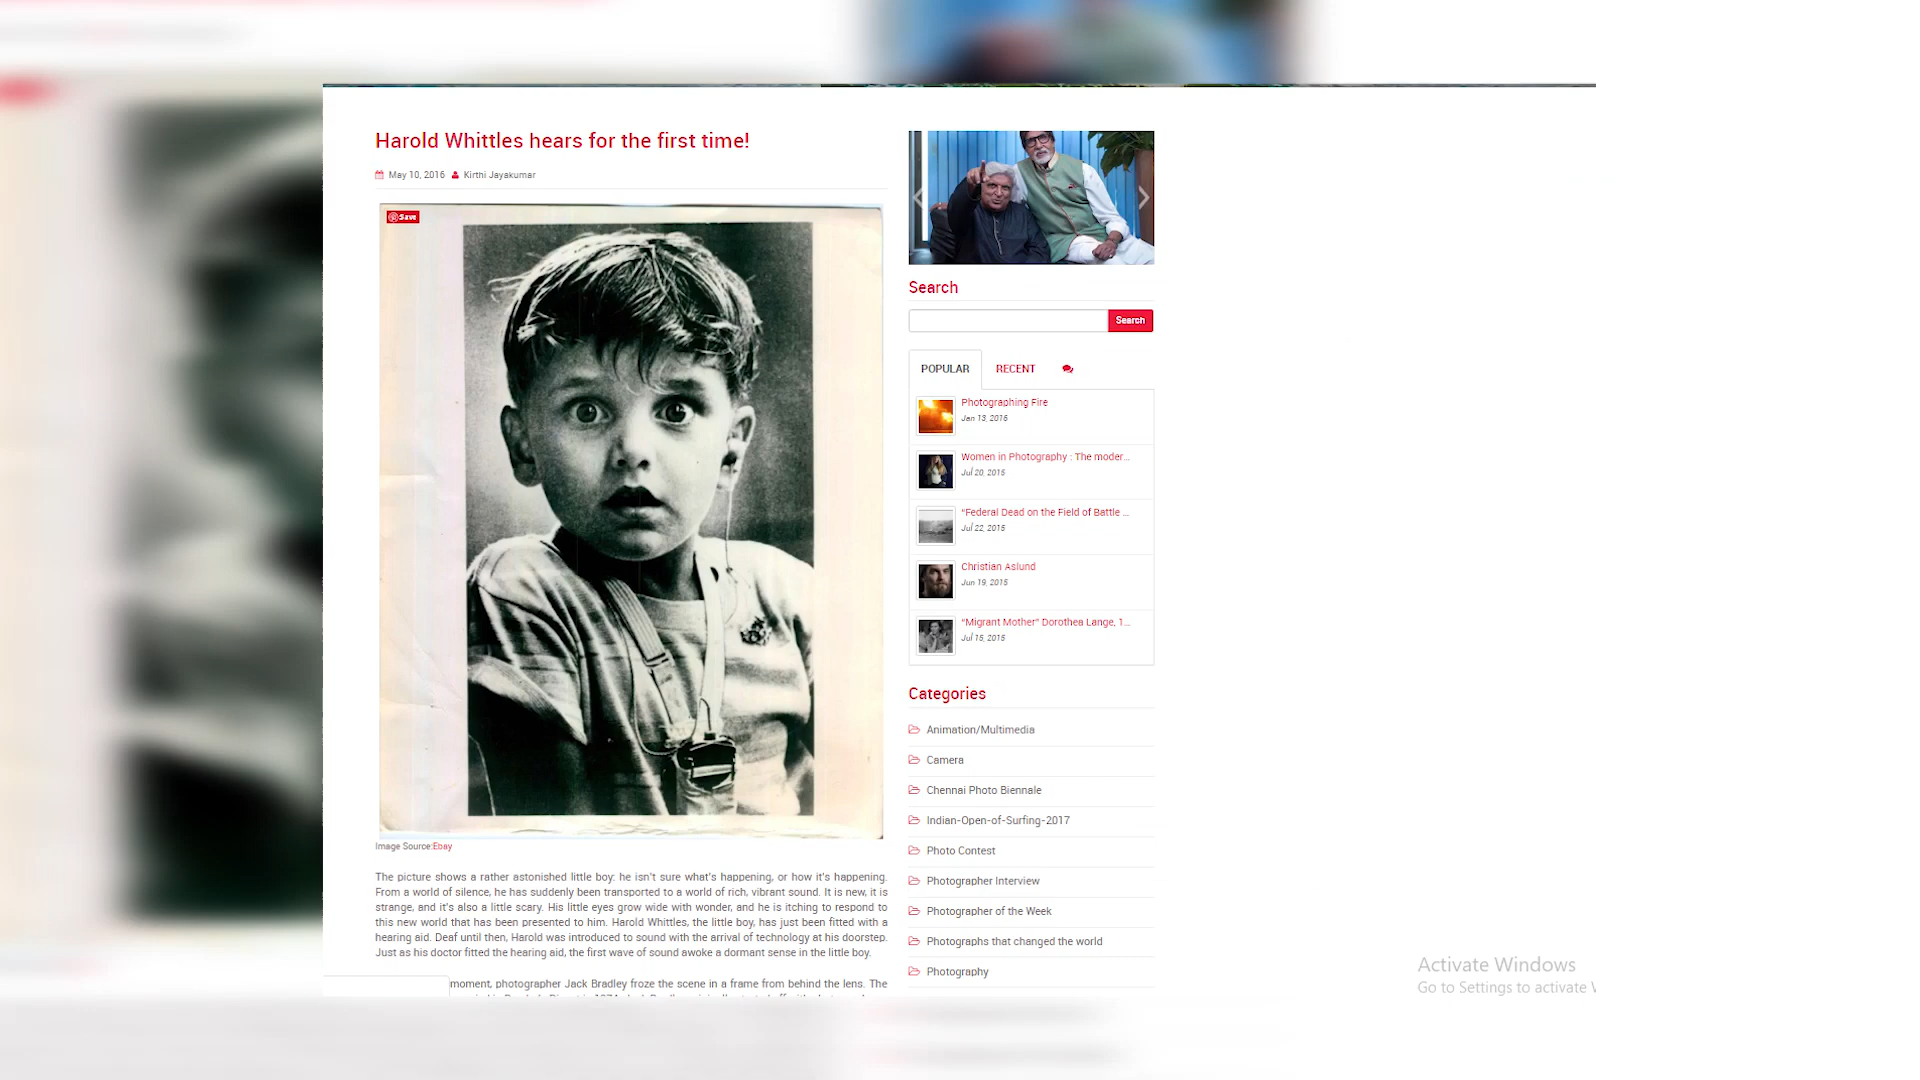 Harold Whittles hears for the first time!
May 10, 2016 Kirthi Jayakumar
Save
Image Source:Ebay
The picture shows a rather astonished little boy: he isn't sure what's happening, or how it's happening.
From a world of silence, he has suddenly been transported to a world of rich, vibrant sound. It is new, it is
strange, and it's also a little scary. His little eyes grow wide with wonder, and he is itching to respond to
this new world that has been presented to him. Harold Whittles, the little boy, has just been fitted with a
hearing aid. Deaf until then, Harold was introduced to sound with the arrival of technology at his doorstep.
Just as his doctor fitted the hearing aid, the first wave of sound awoke a dormant sense in the little boy.
moment, photographer Jack Bradley froze the scene in a frame from behind the lens. The
Search
Search
POPULAR RECENT
Photographing Fire
Jan 13, 2016
Women in Photography : The moder...
Jul 20, 2015
"Federal Dead on the Field of Battle ...
Jul 22, 2015
Christian Aslund
Jun 19, 2015
"Migrant Mother" Dorothea Lange, 1...
Jul 15, 2015
Categories
Animation/Multimedia
Camera
Chennai Photo Biennale
Indian-Open-of-Surfing-2017
Photo Contest
Photographer Interview
Photographer of the Week
Photographs that changed the world
Photography
Activate Windows
Go to Settings to activate